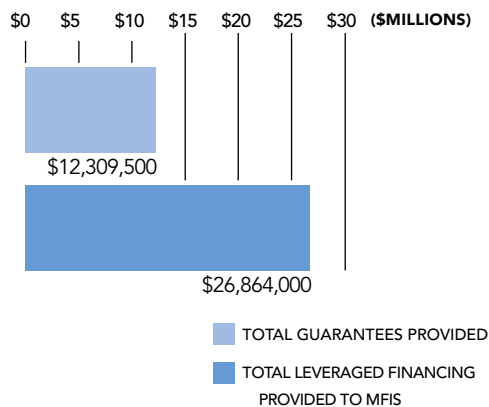 $0 $5 $10 $15 $20 $25 $30 ($MILLIONS)
$12,309,500
$26,864,000
TOTAL GUARANTEES PROVIDED
TOTAL LEVERAGED FINANCING
PROVIDED TO MFIS